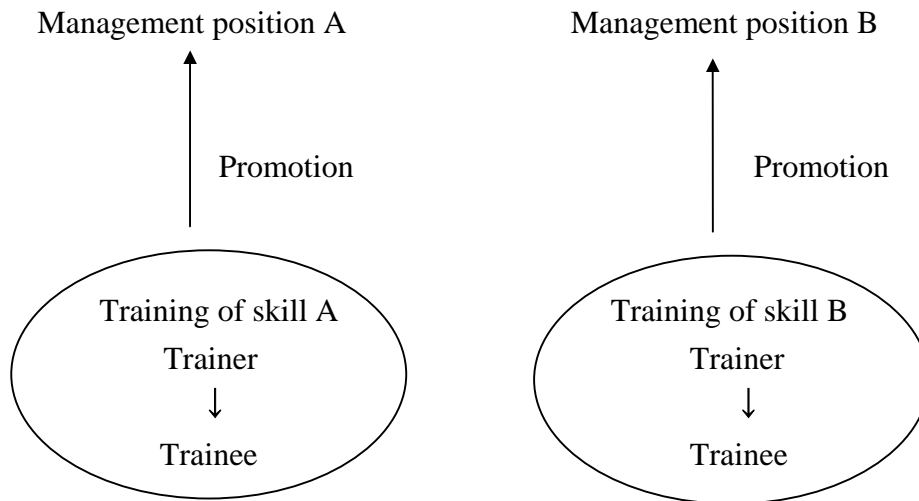 Management position A
Management position B
Promotion
Promotion
Training of skill A
Trainer
↓
Trainee
Training of skill B
Trainer
↓
Trainee